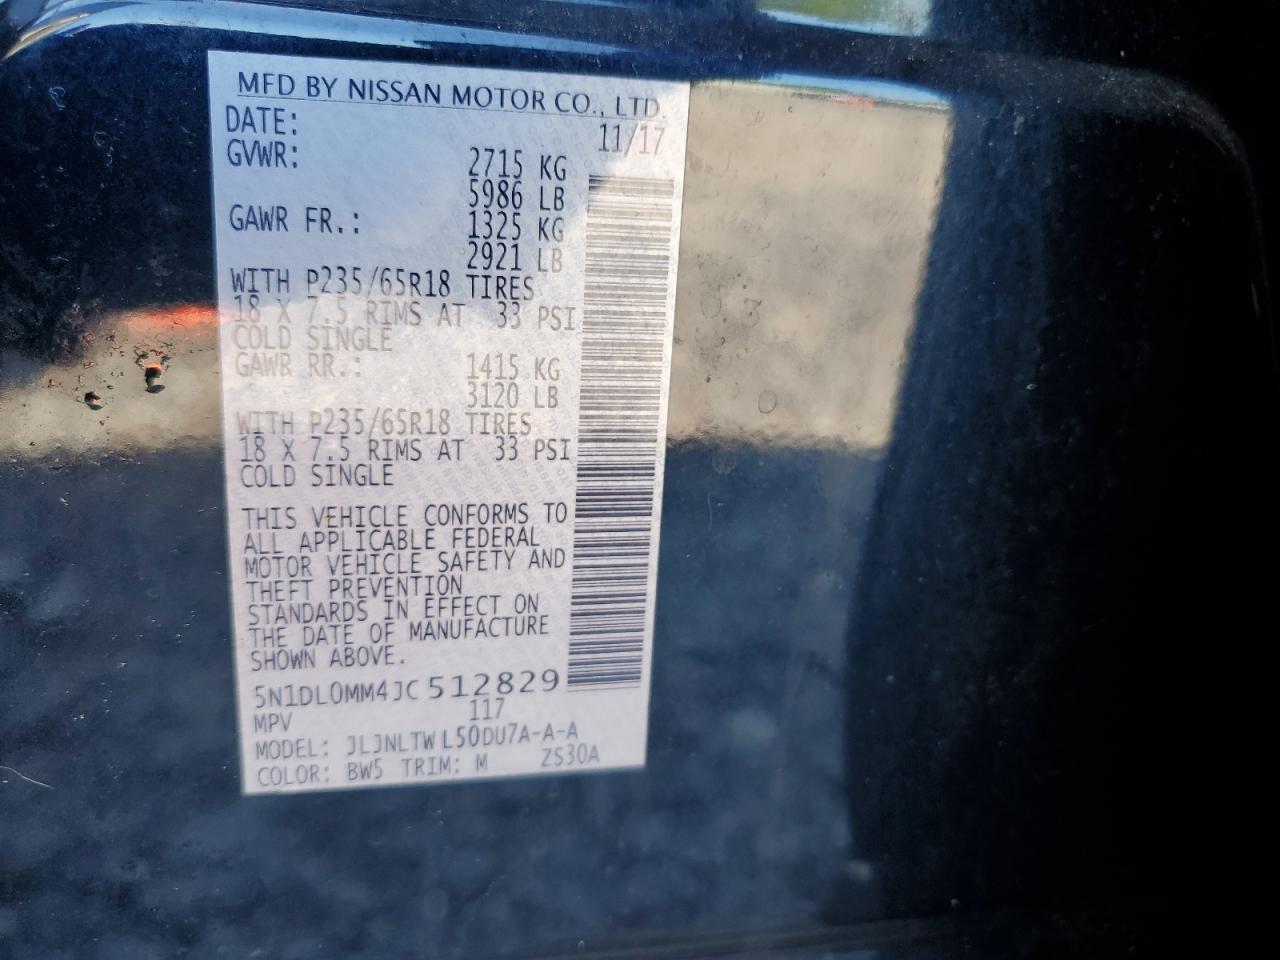 MFD BY NISSAN MOTOR CO., LTD.
DATE: 11/17
GVWR: 2715 KG
5986 LB
GAWR FR.: 1325 KG
2921 LB
WITH P235/65R18 TIRES
18 X 7.5 RIMS AT 33 PSI
COLD SINGLE
GAWR RR.: 1415 KG
3120 LB
WITH P235/65R18 TIRES
18 X 7.5 RIMS AT 33 PSI
COLD SINGLE
THIS VEHICLE CONFORMS TO
ALL APPLICABLE FEDERAL
MOTOR VEHICLE SAFETY AND
THEFT PREVENTION
STANDARDS IN EFFECT ON
THE DATE OF MANUFACTURE
SHOWN ABOVE.
5N1DL0MM4JC512829
MPV 117
MODEL: JLJNLTWL50DU7A-A-A
COLOR: BW5 TRIM: M ZS30A